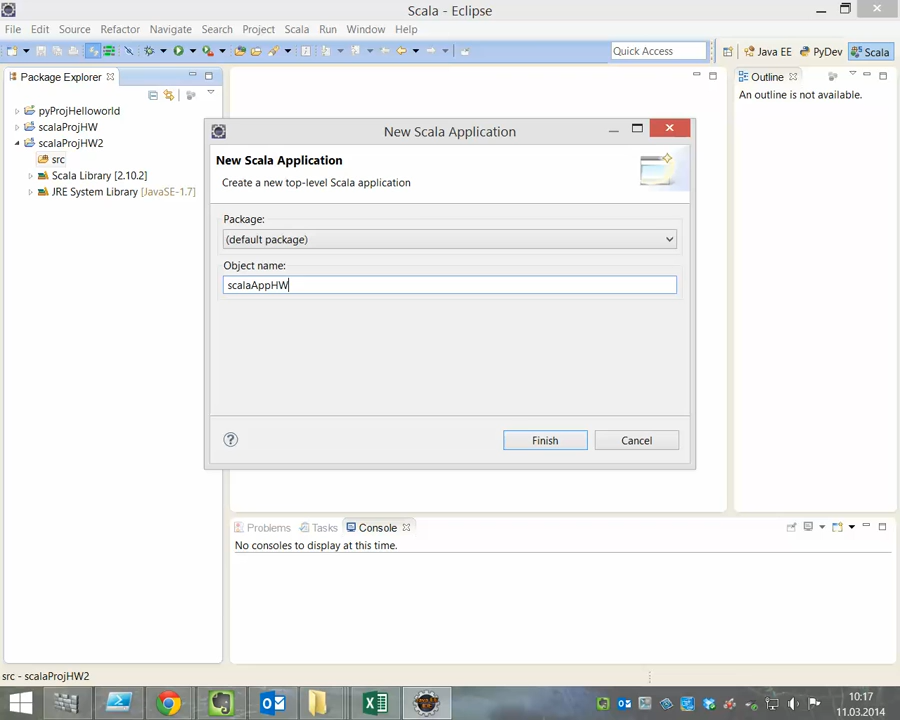 Scala - Eclipse
File Edit Source Refactor Navigate Search Project Scala Run Window Help
Quick Access Java EE PyDev Scala
Package Explorer
Outline
pyProjHelloworld
An outline is not available.
scalaProjHW
scalaProjHW2
src
Scala Library [2.10.2]
JRE System Library [JavaSE-1.7]
New Scala Application
New Scala Application
Create a new top-level Scala application
Package:
(default package)
Object name:
scalaAppHW
Finish Cancel
Problems Tasks Console
No consoles to display at this time.
src - scalaProjHW2
10:17
11.03.2014